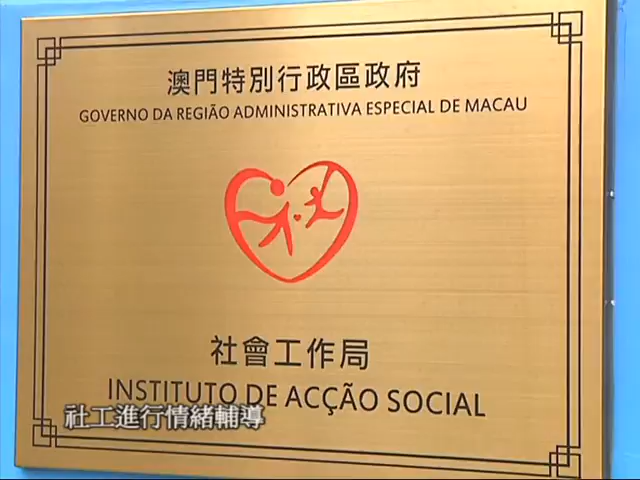 澳門特別行政區政府
GOVERNO DA REGIÃO ADMINISTRATIVA ESPECIAL DE MACAU
社會工作局
INSTITUTO DE ACÇÃO SOCIAL
社工進行情緒輔導